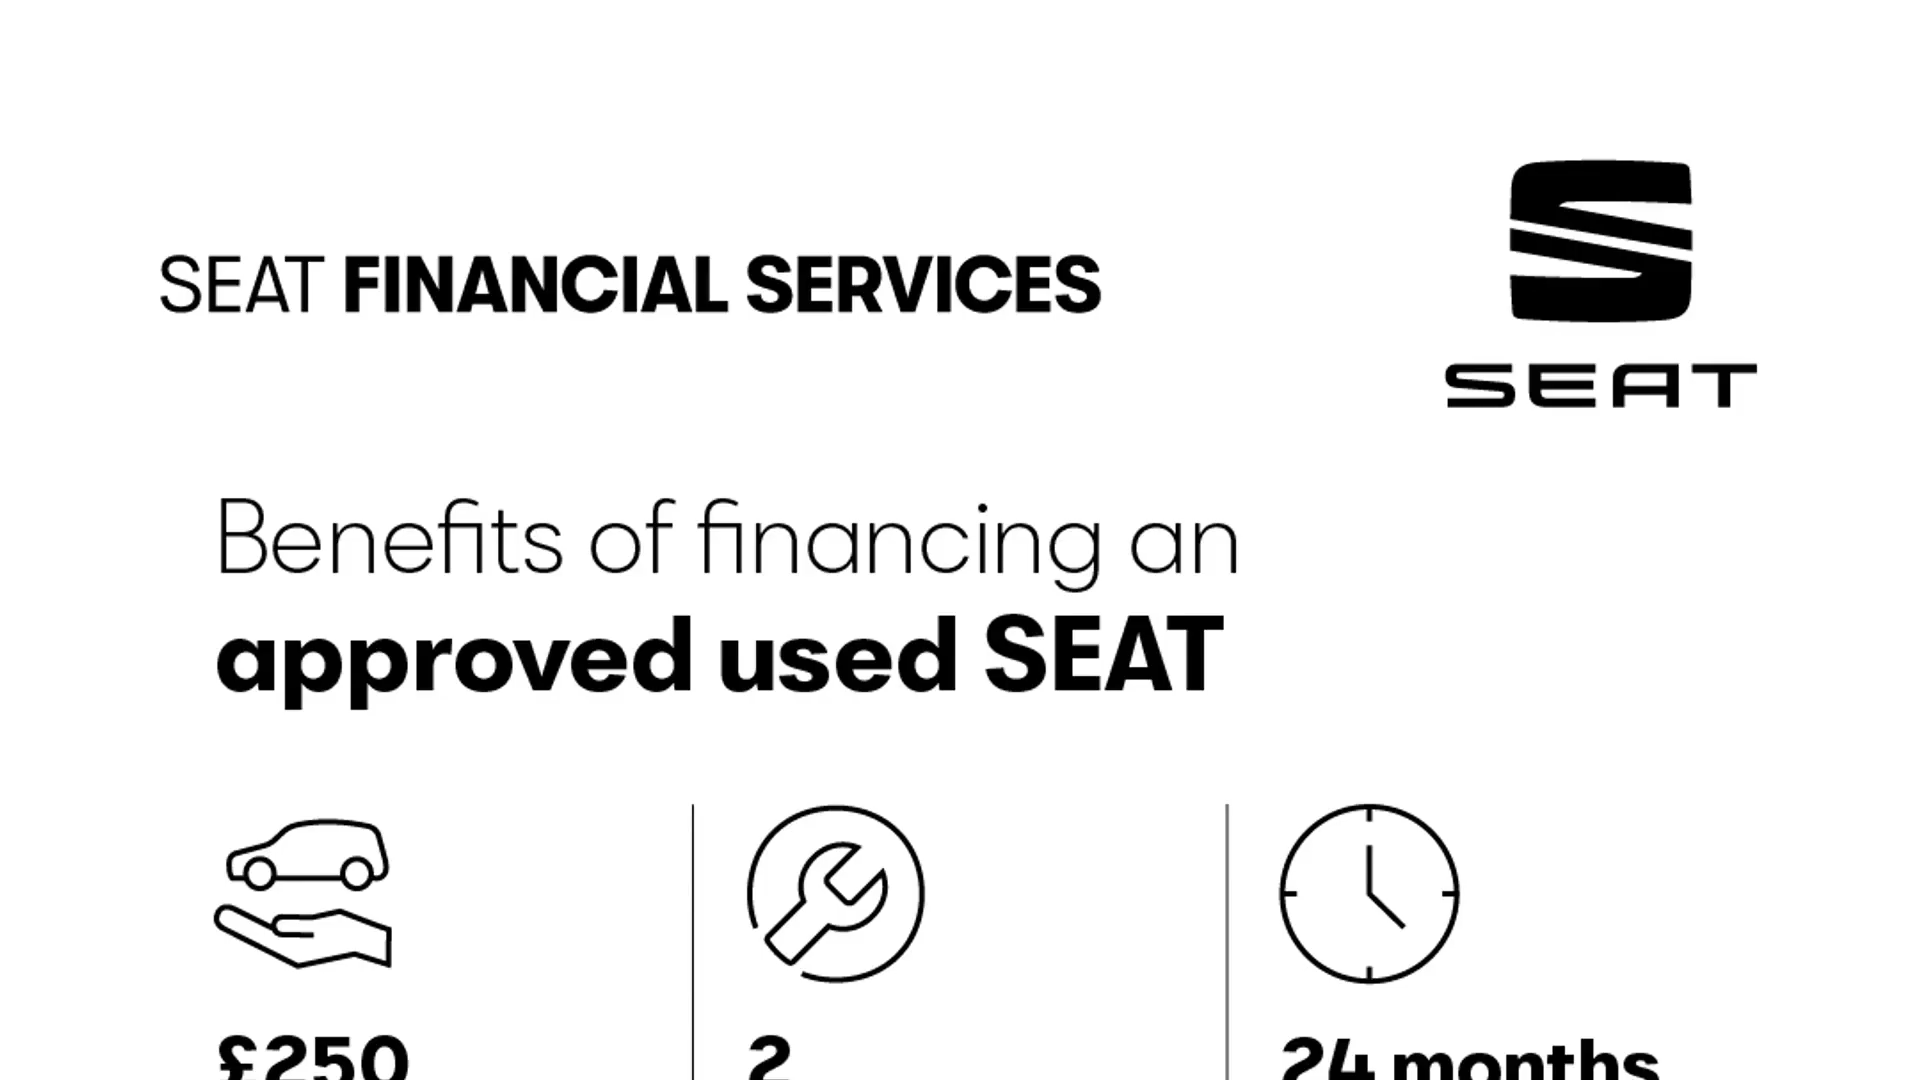 SEAT FINANCIAL SERVICES
SEAT
Benefits of financing an
approved used SEAT
£250
2
24 months